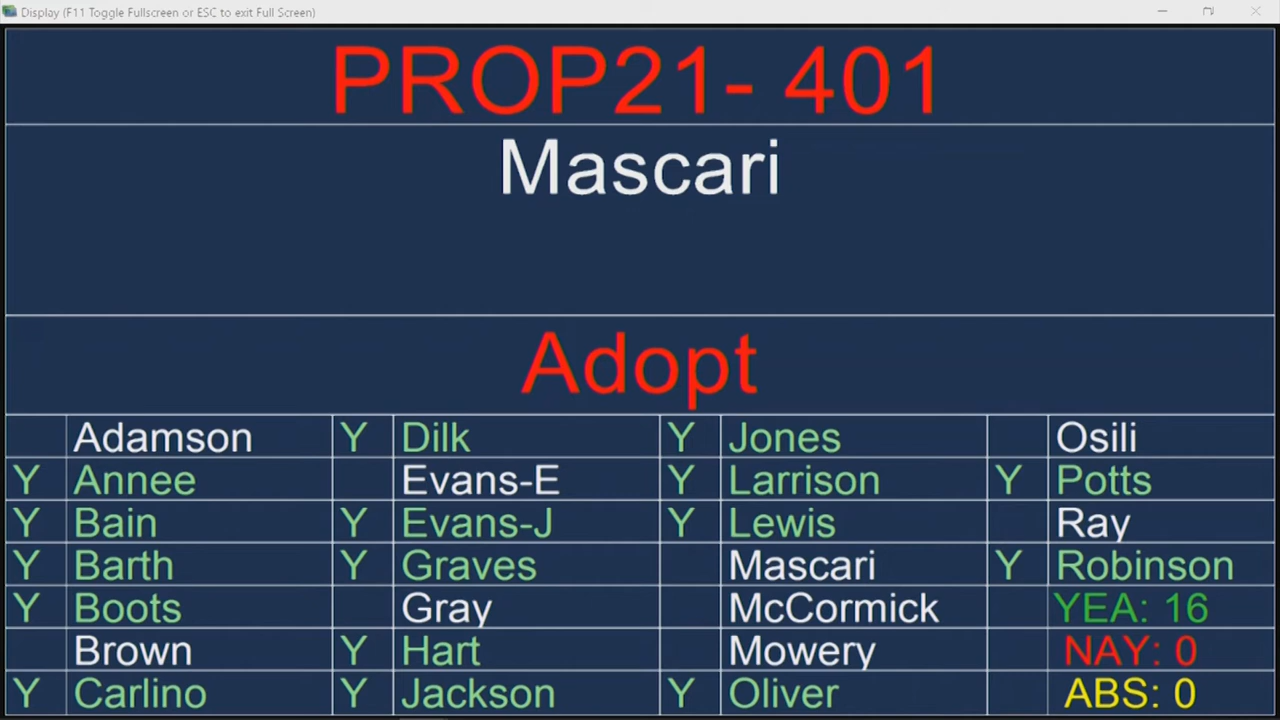 Display (F11 Toggle Fullscreen or ESC to exit Full Screen)
PROP21- 401
Mascari
Adopt
Adamson Y Dilk Y Jones Osili
Y Annee Evans-E Y Larrison Y Potts
Y Bain Y Evans-J Y Lewis Ray
Y Barth Y Graves Mascari Y Robinson
Y Boots Gray McCormick YEA: 16
Brown Y Hart Mowery NAY: 0
Y Carlino Y Jackson Y Oliver ABS: 0